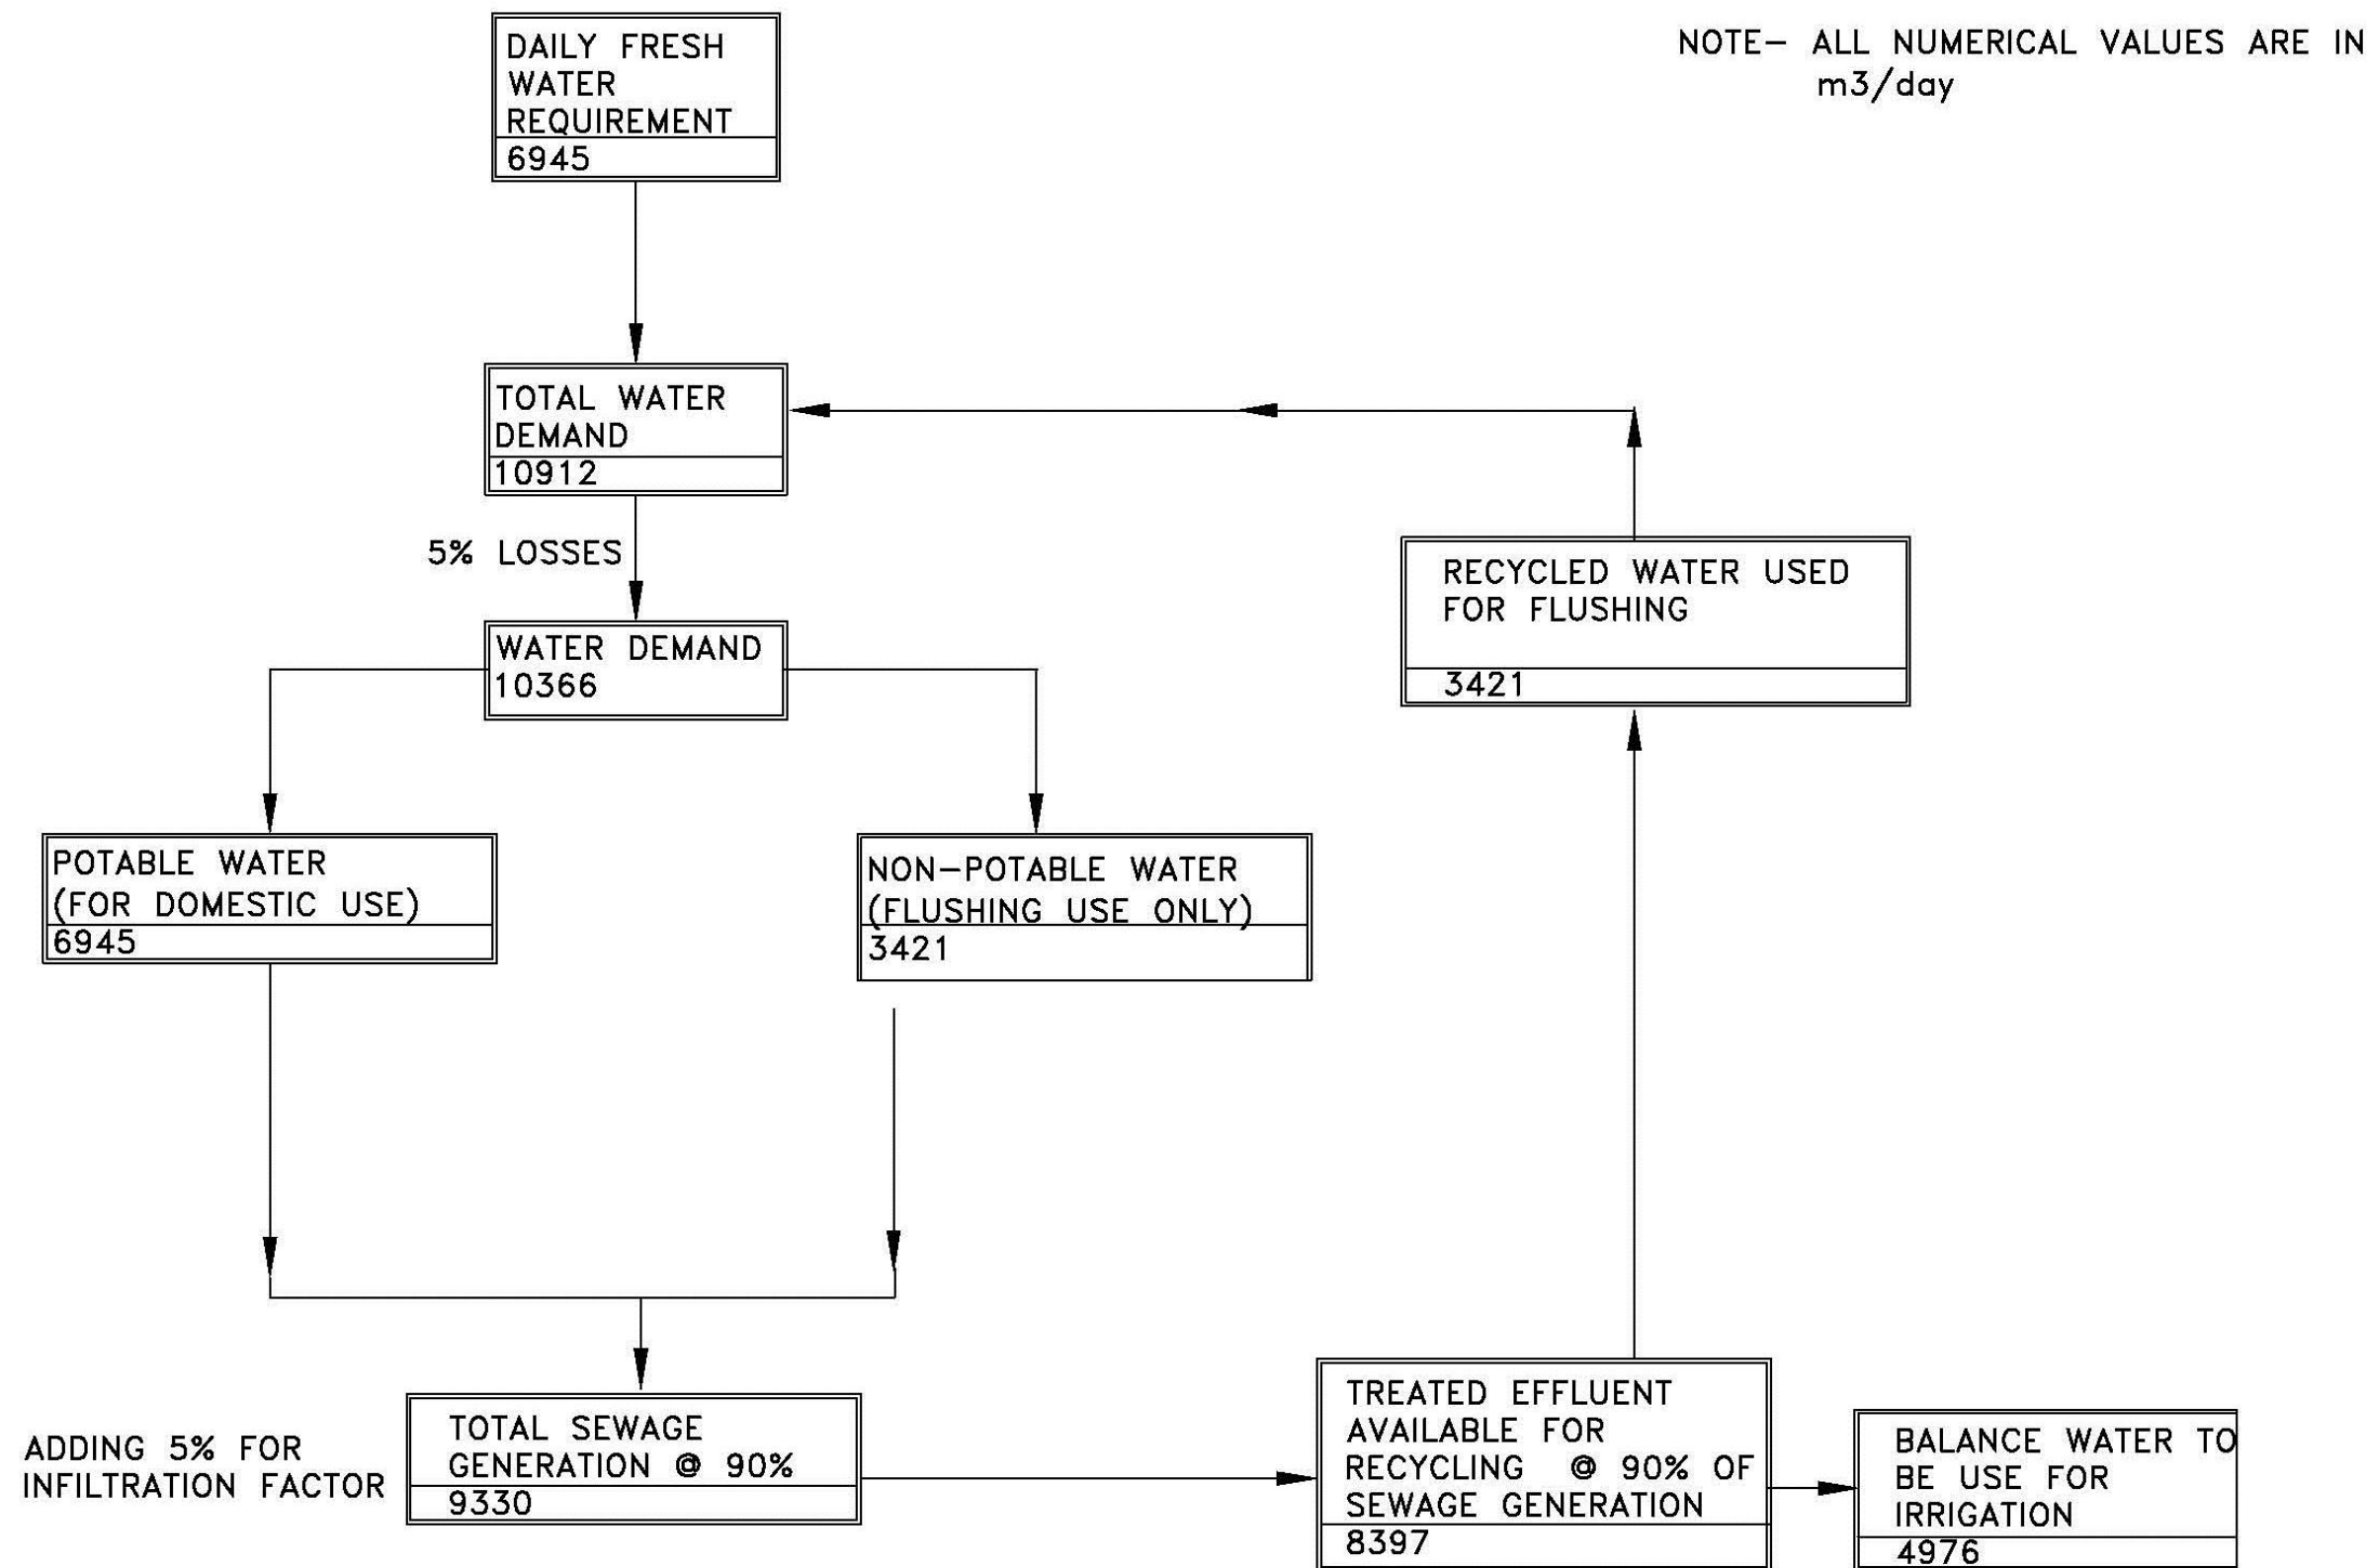 DAILY FRESH
WATER
REQUIREMENT
6945
NOTE- ALL NUMERICAL VALUES ARE IN
m3/day
TOTAL WATER
DEMAND
10912
5% LOSSES
WATER DEMAND
10366
RECYCLED WATER USED
FOR FLUSHING
3421
POTABLE WATER
(FOR DOMESTIC USE)
6945
NON-POTABLE WATER
(FLUSHING USE ONLY)
3421
ADDING 5% FOR
INFILTRATION FACTOR
TOTAL SEWAGE
GENERATION @ 90%
9330
TREATED EFFLUENT
AVAILABLE FOR
RECYCLING @ 90% OF
SEWAGE GENERATION
8397
BALANCE WATER TO
BE USE FOR
IRRIGATION
4976